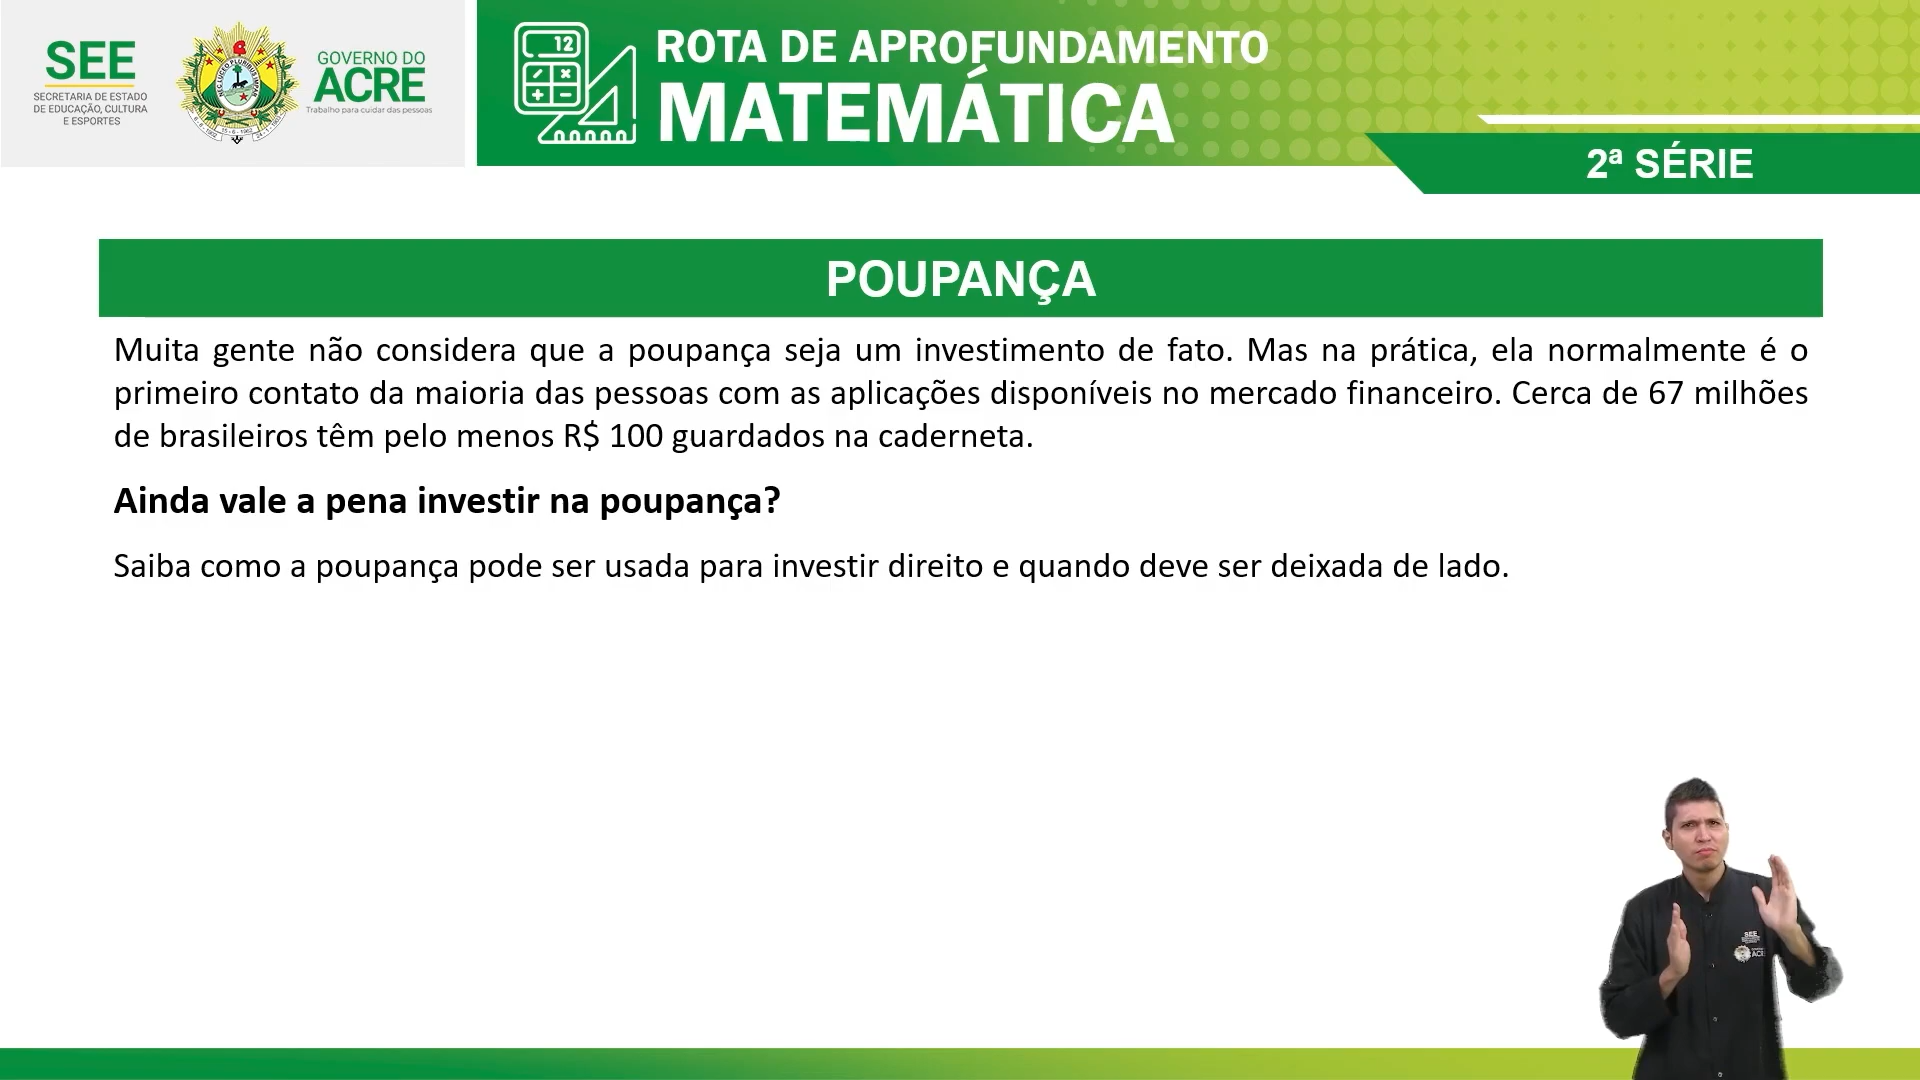 SEE
SECRETARIA DE ESTADO
DE EDUCAÇÃO, CULTURA
E ESPORTES
GOVERNO DO
ACRE
Trabalho para cuidar das pessoas
12
ROTA DE APROFUNDAMENTO
MATEMÁTICA
2ª SÉRIE
POUPANÇA
Muita gente não considera que a poupança seja um investimento de fato. Mas na prática, ela normalmente é o
primeiro contato da maioria das pessoas com as aplicações disponíveis no mercado financeiro. Cerca de 67 milhões
de brasileiros têm pelo menos R$ 100 guardados na caderneta.
Ainda vale a pena investir na poupança?
Saiba como a poupança pode ser usada para investir direito e quando deve ser deixada de lado.
SEE
ACRE